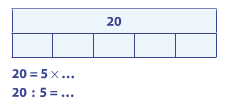 20
20 = 5 × ...
20 : 5 = ...